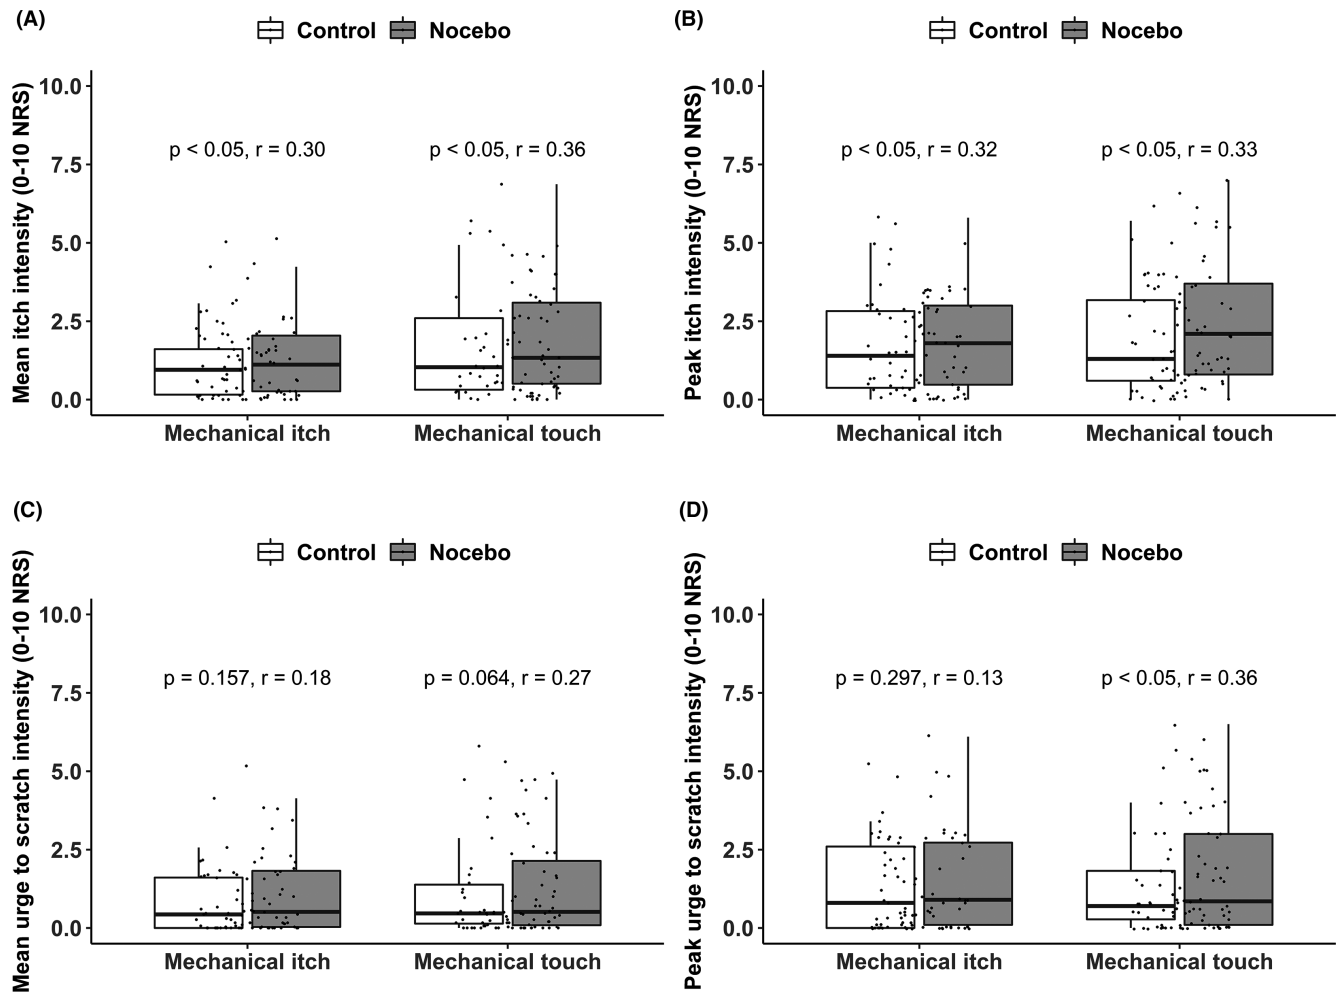 (A)
Control Nocebo
Mean itch intensity (0-10 NRS)
10.0
7.5
5.0
2.5
0.0
p < 0.05, r = 0.30
p < 0.05, r = 0.36
Mechanical itch
Mechanical touch
(B)
Control Nocebo
Peak itch intensity (0-10 NRS)
10.0
7.5
5.0
2.5
0.0
p < 0.05, r = 0.32
p < 0.05, r = 0.33
Mechanical itch
Mechanical touch
(C)
Control Nocebo
Mean urge to scratch intensity (0-10 NRS)
10.0
7.5
5.0
2.5
0.0
p = 0.157, r = 0.18
p = 0.064, r = 0.27
Mechanical itch
Mechanical touch
(D)
Control Nocebo
Peak urge to scratch intensity (0-10 NRS)
10.0
7.5
5.0
2.5
0.0
p = 0.297, r = 0.13
p < 0.05, r = 0.36
Mechanical itch
Mechanical touch